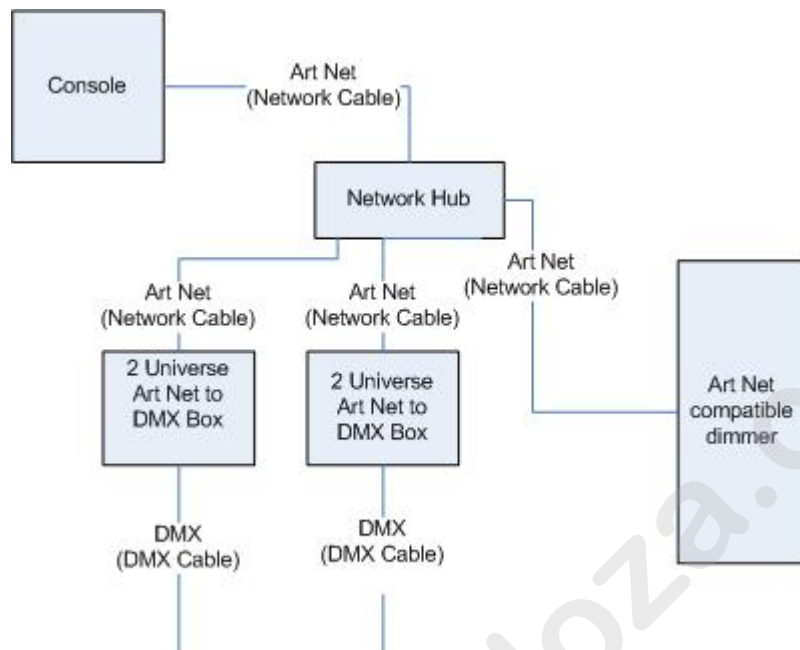 Console
Art Net
(Network Cable)
Network Hub
Art Net
(Network Cable)
Art Net
(Network Cable)
Art Net
(Network Cable)
2 Universe
Art Net to
DMX Box
2 Universe
Art Net to
DMX Box
Art Net
compatible
dimmer
DMX
(DMX Cable)
DMX
(DMX Cable)